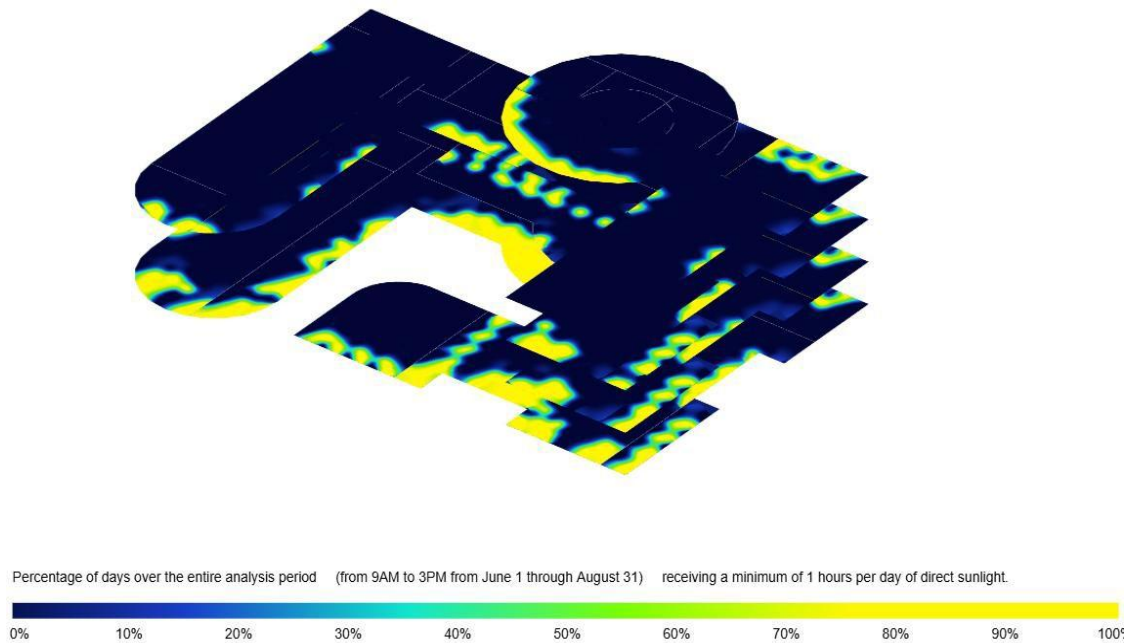 Percentage of days over the entire analysis period (from 9AM to 3PM from June 1 through August 31) receiving a minimum of 1 hours per day of direct sunlight.
0% 10% 20% 30% 40% 50% 60% 70% 80% 90% 100%